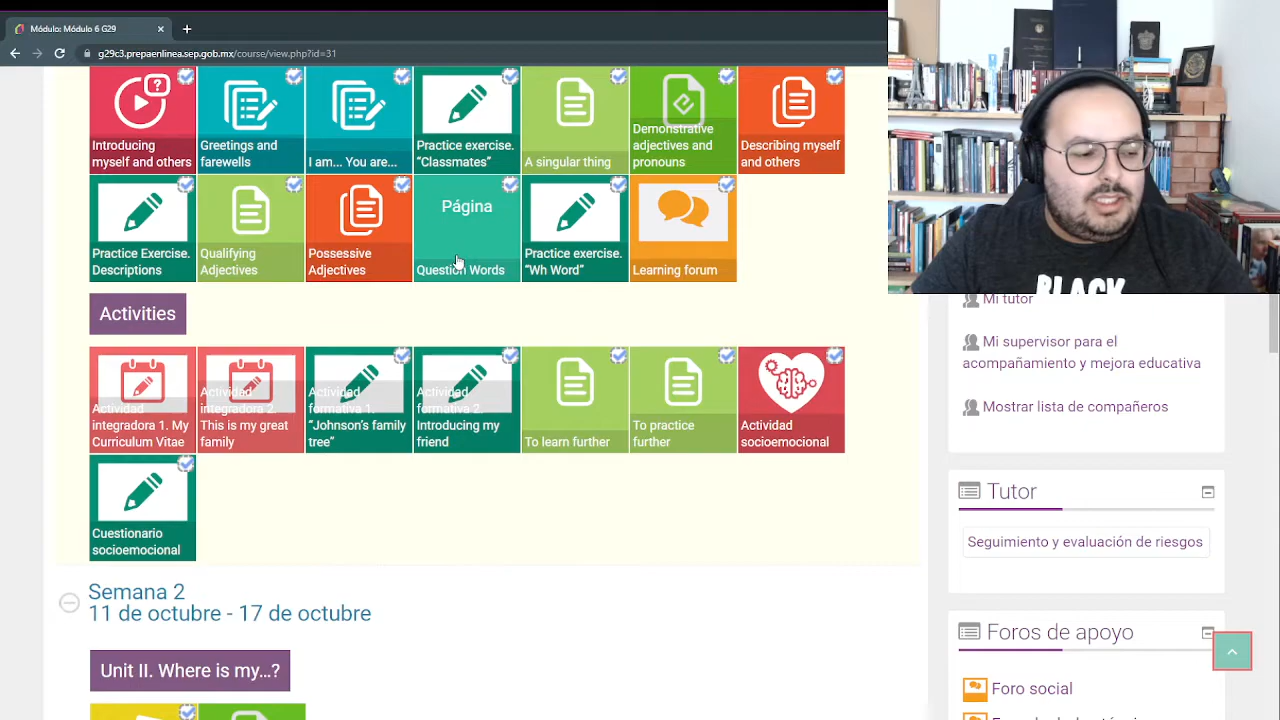 Módulo: Módulo 6 G29
g29c3.prepaenlinea.sep.gob.mx/course/view.php?id=31
Introducing
myself and others
Greetings and
farewells
I am... You are...
Practice exercise.
“Classmates”
A singular thing
Demonstrative
adjectives and
pronouns
Describing myself
and others
Practice Exercise.
Descriptions
Qualifying
Adjectives
Possessive
Adjectives
Página
Question Words
Practice exercise.
“Wh Word”
Learning forum
Activities
Actividad
integradora 1. My
Curriculum Vitae
Actividad
integradora 2.
This is my great
family
Actividad
formativa 1.
“Johnson’s family
tree”
Actividad
formativa 2.
Introducing my
friend
To learn further
To practice
further
Actividad
socioemocional
Cuestionario
socioemocional
Semana 2
11 de octubre - 17 de octubre
Unit II. Where is my…?
BLACK
Mi tutor
Mi supervisor para el
acompañamiento y mejora educativa
Mostrar lista de compañeros
Tutor
Seguimiento y evaluación de riesgos
Foros de apoyo
Foro social